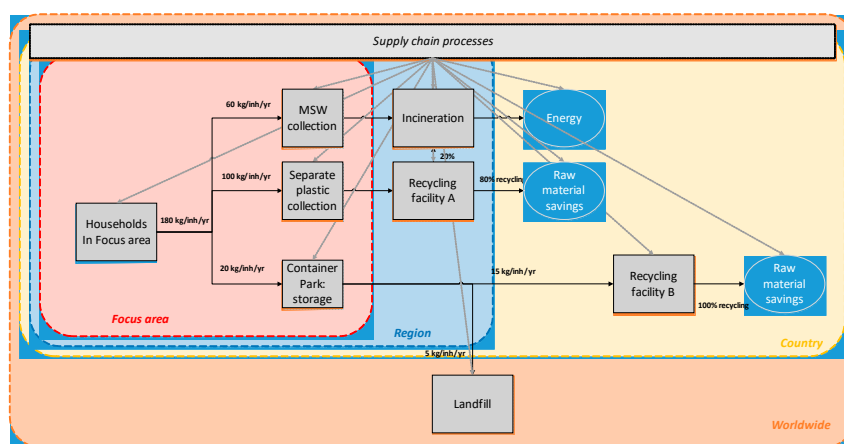 Supply chain processes
60 kg/inh/yr
MSW
collection
Incineration
Energy
20%
100 kg/inh/yr
Separate
plastic
collection
Recycling
facility A
80% recycling
Raw
material
savings
Households
In Focus area
180 kg/inh/yr
20 kg/inh/yr
Container
Park:
storage
15 kg/inh/yr
Recycling
facility B
100% recycling
Raw
material
savings
Focus area
Region
Country
5 kg/inh/yr
Landfill
Worldwide